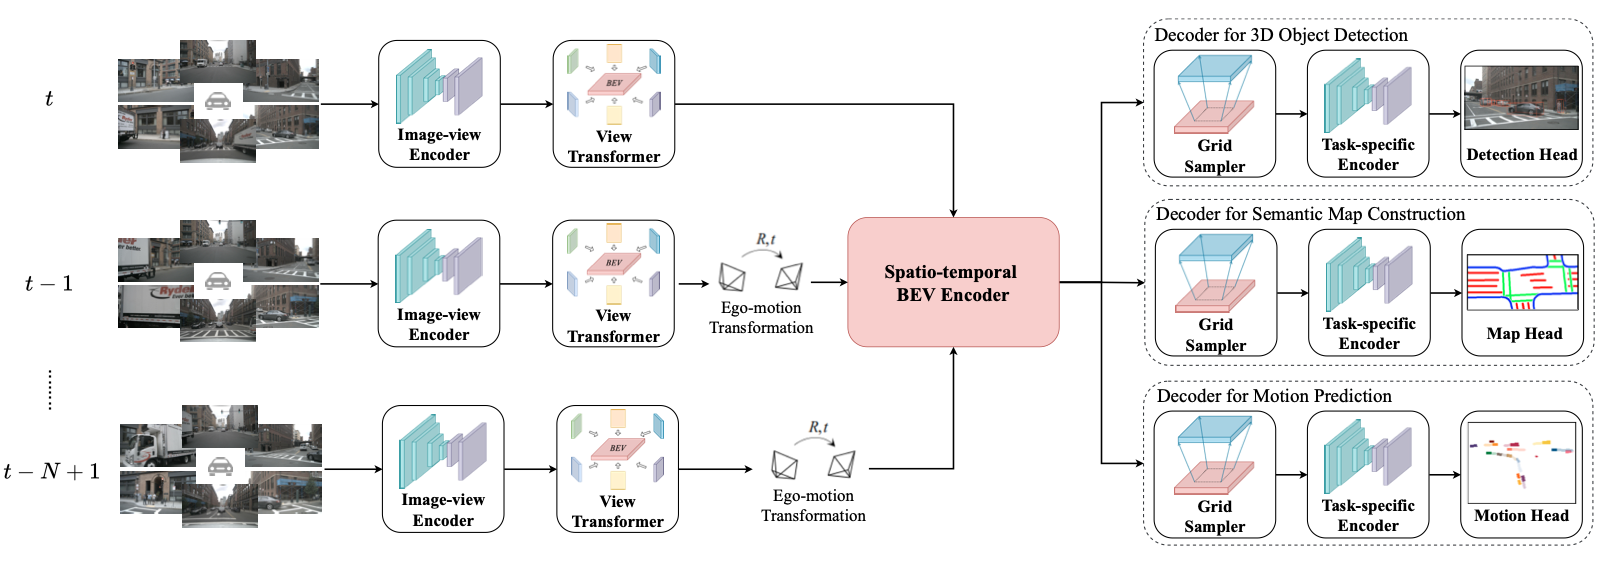 t
Image-view
Encoder
BEV
View
Transformer
t − 1
Ryder
Image-view
Encoder
BEV
View
Transformer
R,t
Ego-motion
Transformation
t − N + 1
Image-view
Encoder
BEV
View
Transformer
R,t
Ego-motion
Transformation
Spatio-temporal
BEV Encoder
Decoder for 3D Object Detection
Grid
Sampler
Task-specific
Encoder
Detection Head
Decoder for Semantic Map Construction
Grid
Sampler
Task-specific
Encoder
Map Head
Decoder for Motion Prediction
Grid
Sampler
Task-specific
Encoder
Motion Head